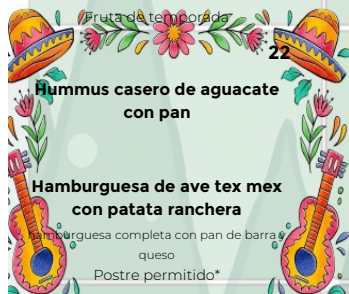 Fruta de temporada
22
Hummus casero de aguacate
con pan
Hamburguesa de ave tex mex
con patata ranchera
hamburguesa completa con pan de barra y
queso
Postre permitido*